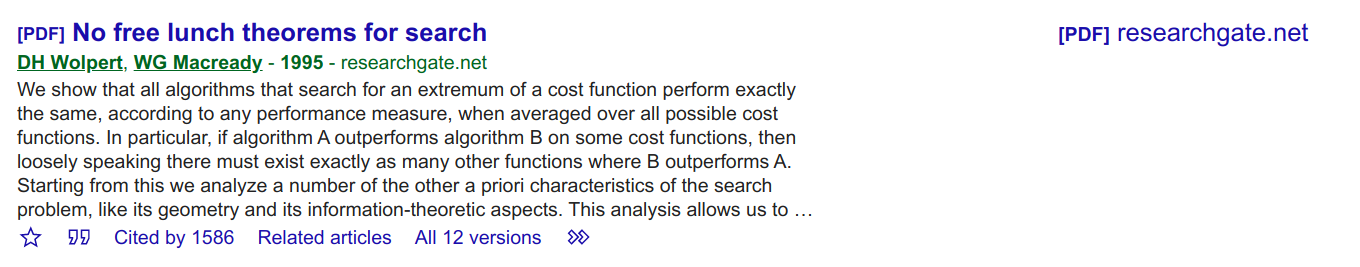 [PDF] No free lunch theorems for search
[PDF] researchgate.net
DH Wolpert, WG Macready - 1995 - researchgate.net
We show that all algorithms that search for an extremum of a cost function perform exactly
the same, according to any performance measure, when averaged over all possible cost
functions. In particular, if algorithm A outperforms algorithm B on some cost functions, then
loosely speaking there must exist exactly as many other functions where B outperforms A.
Starting from this we analyze a number of the other a priori characteristics of the search
problem, like its geometry and its information-theoretic aspects. This analysis allows us to …
Cited by 1586 Related articles All 12 versions